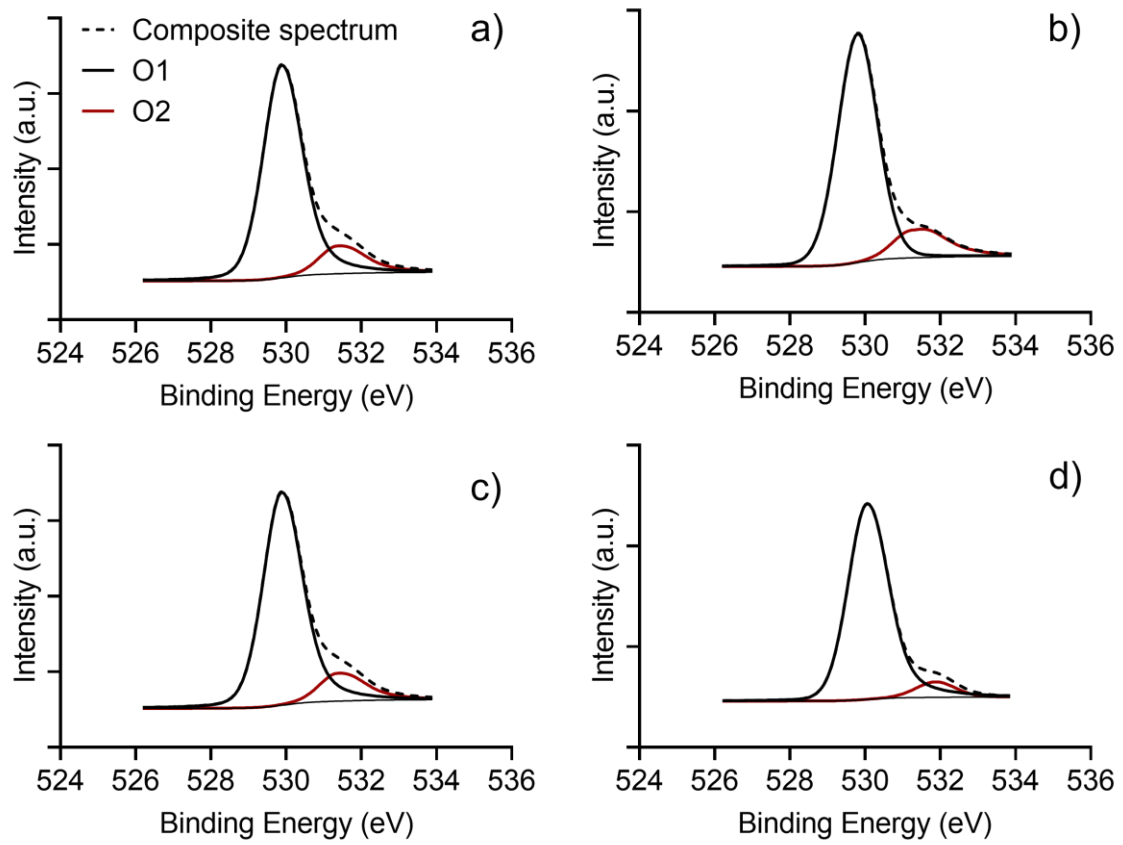 Composite spectrum
O1
O2
a)
Intensity (a.u.)
524 526 528 530 532 534 536
Binding Energy (eV)
b)
Intensity (a.u.)
524 526 528 530 532 534 536
Binding Energy (eV)
c)
Intensity (a.u.)
524 526 528 530 532 534 536
Binding Energy (eV)
d)
Intensity (a.u.)
524 526 528 530 532 534 536
Binding Energy (eV)